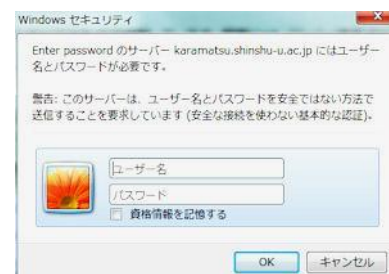 Windows セキュリティ
Enter password のサーバー karamatsu.shinshu-u.ac.jp にはユーザー
名とパスワードが必要です。
警告: このサーバーは、ユーザー名とパスワードを安全ではない方法で
送信することを要求しています (安全な接続を使わない基本的な認証)。
ユーザー名
パスワード
資格情報を記憶する
OK キャンセル